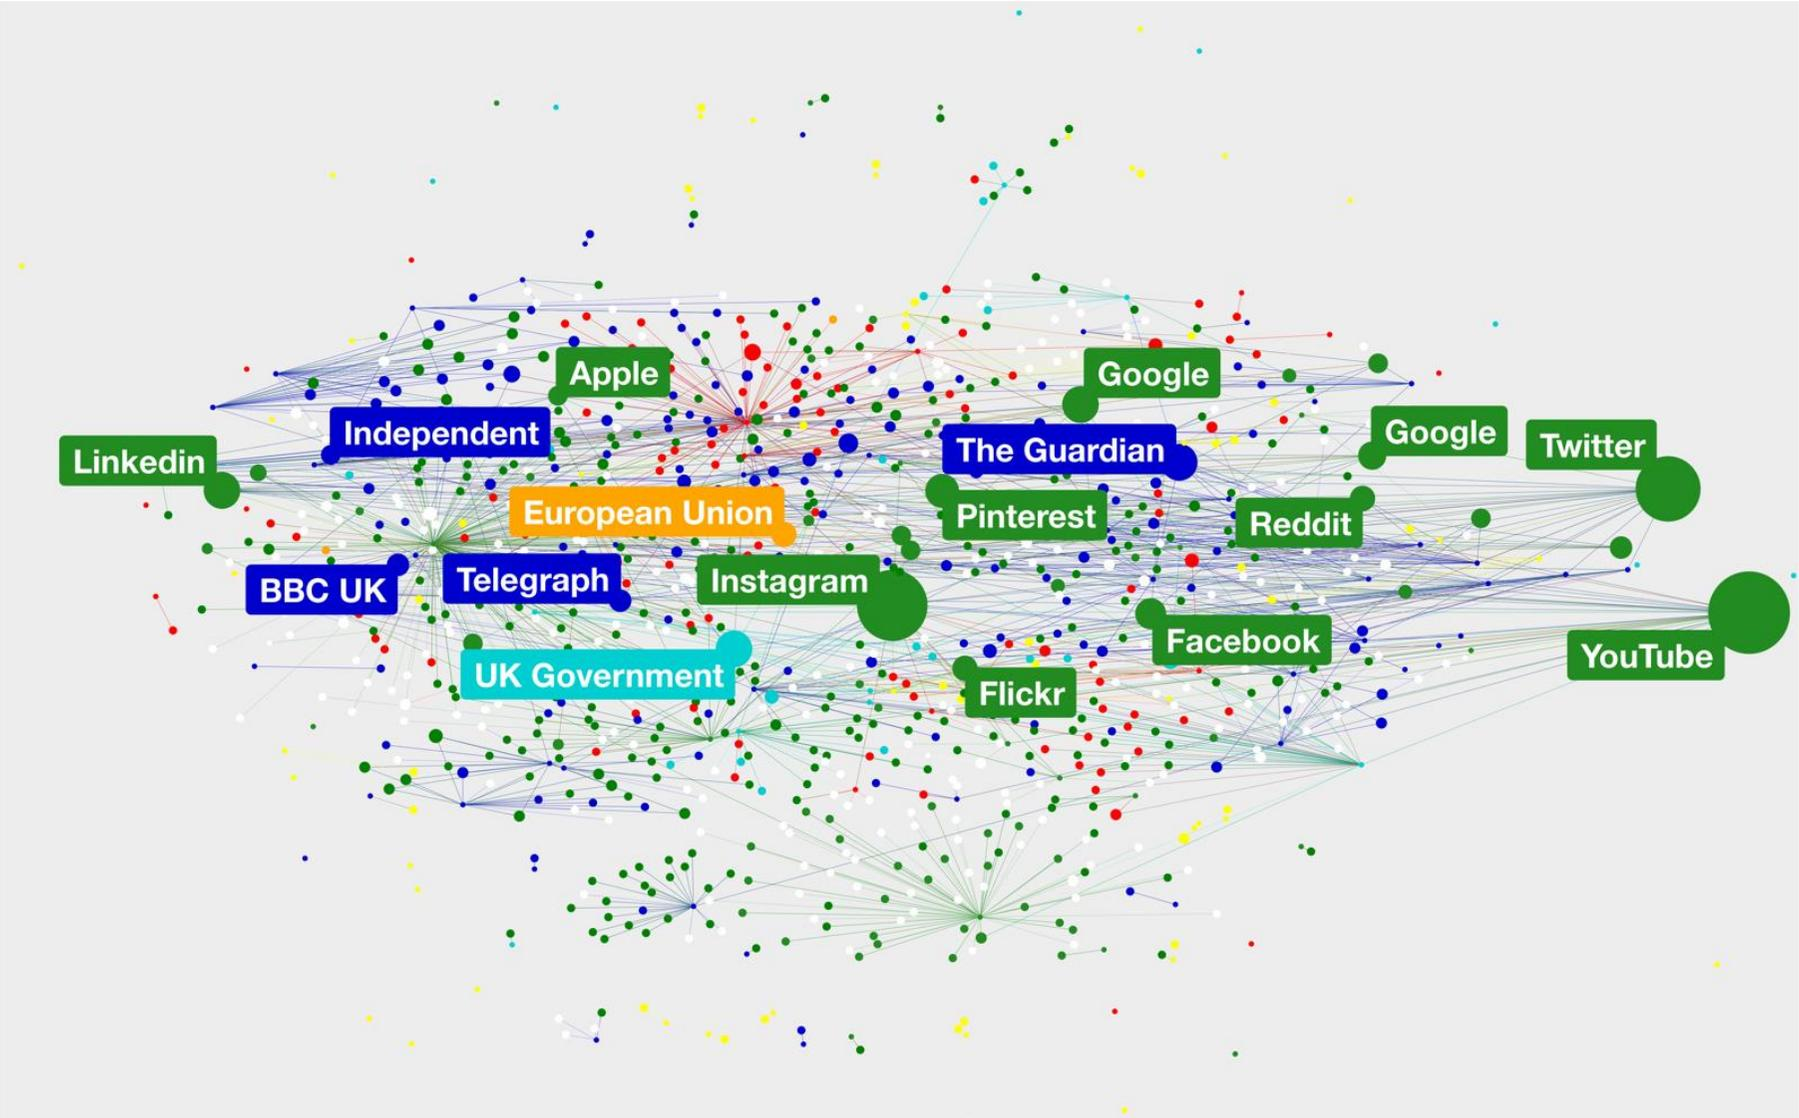 Apple
Google
Independent
Google
The Guardian
Twitter
Linkedin
European Union
Pinterest
Reddit
BBC UK
Telegraph
Instagram
Facebook
YouTube
UK Government
Flickr